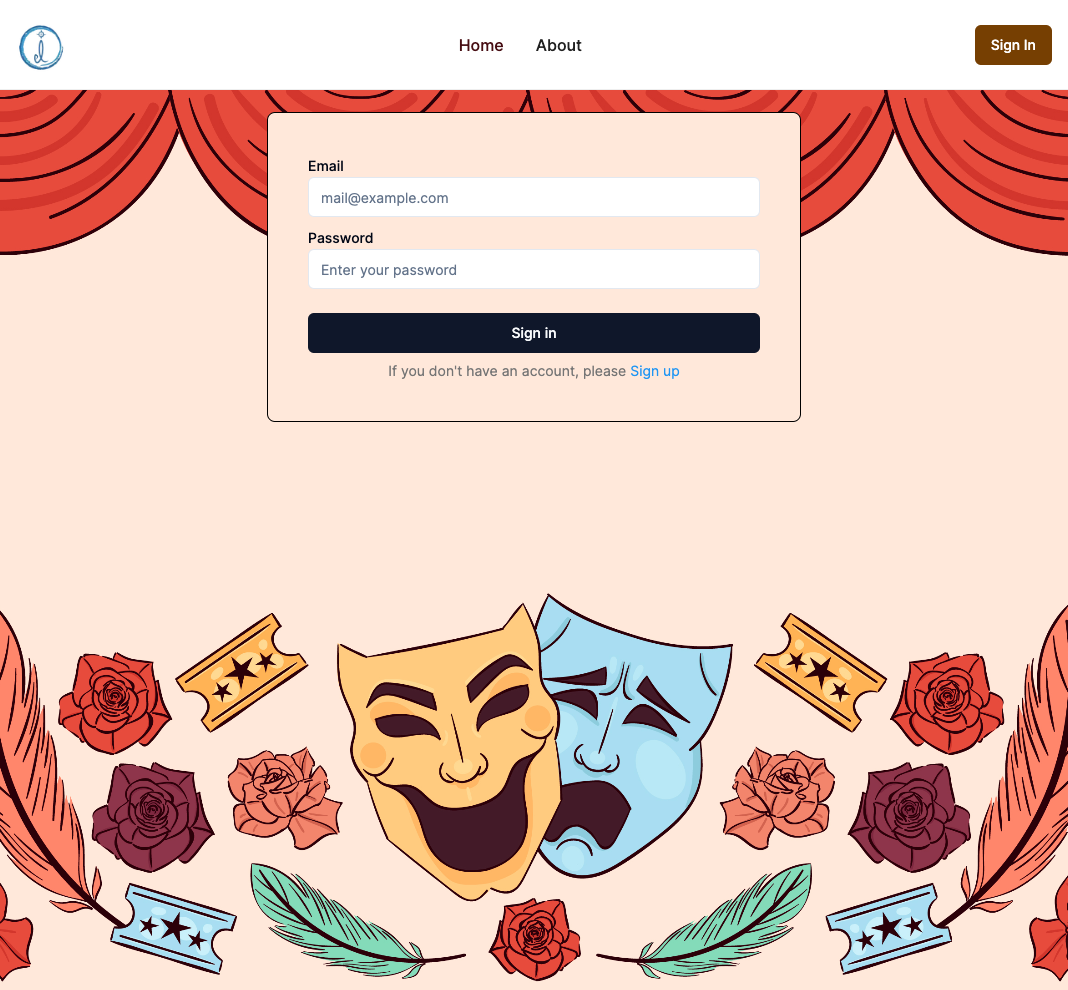 Home About Sign In
Email
mail@example.com
Password
Enter your password
Sign in
If you don't have an account, please Sign up